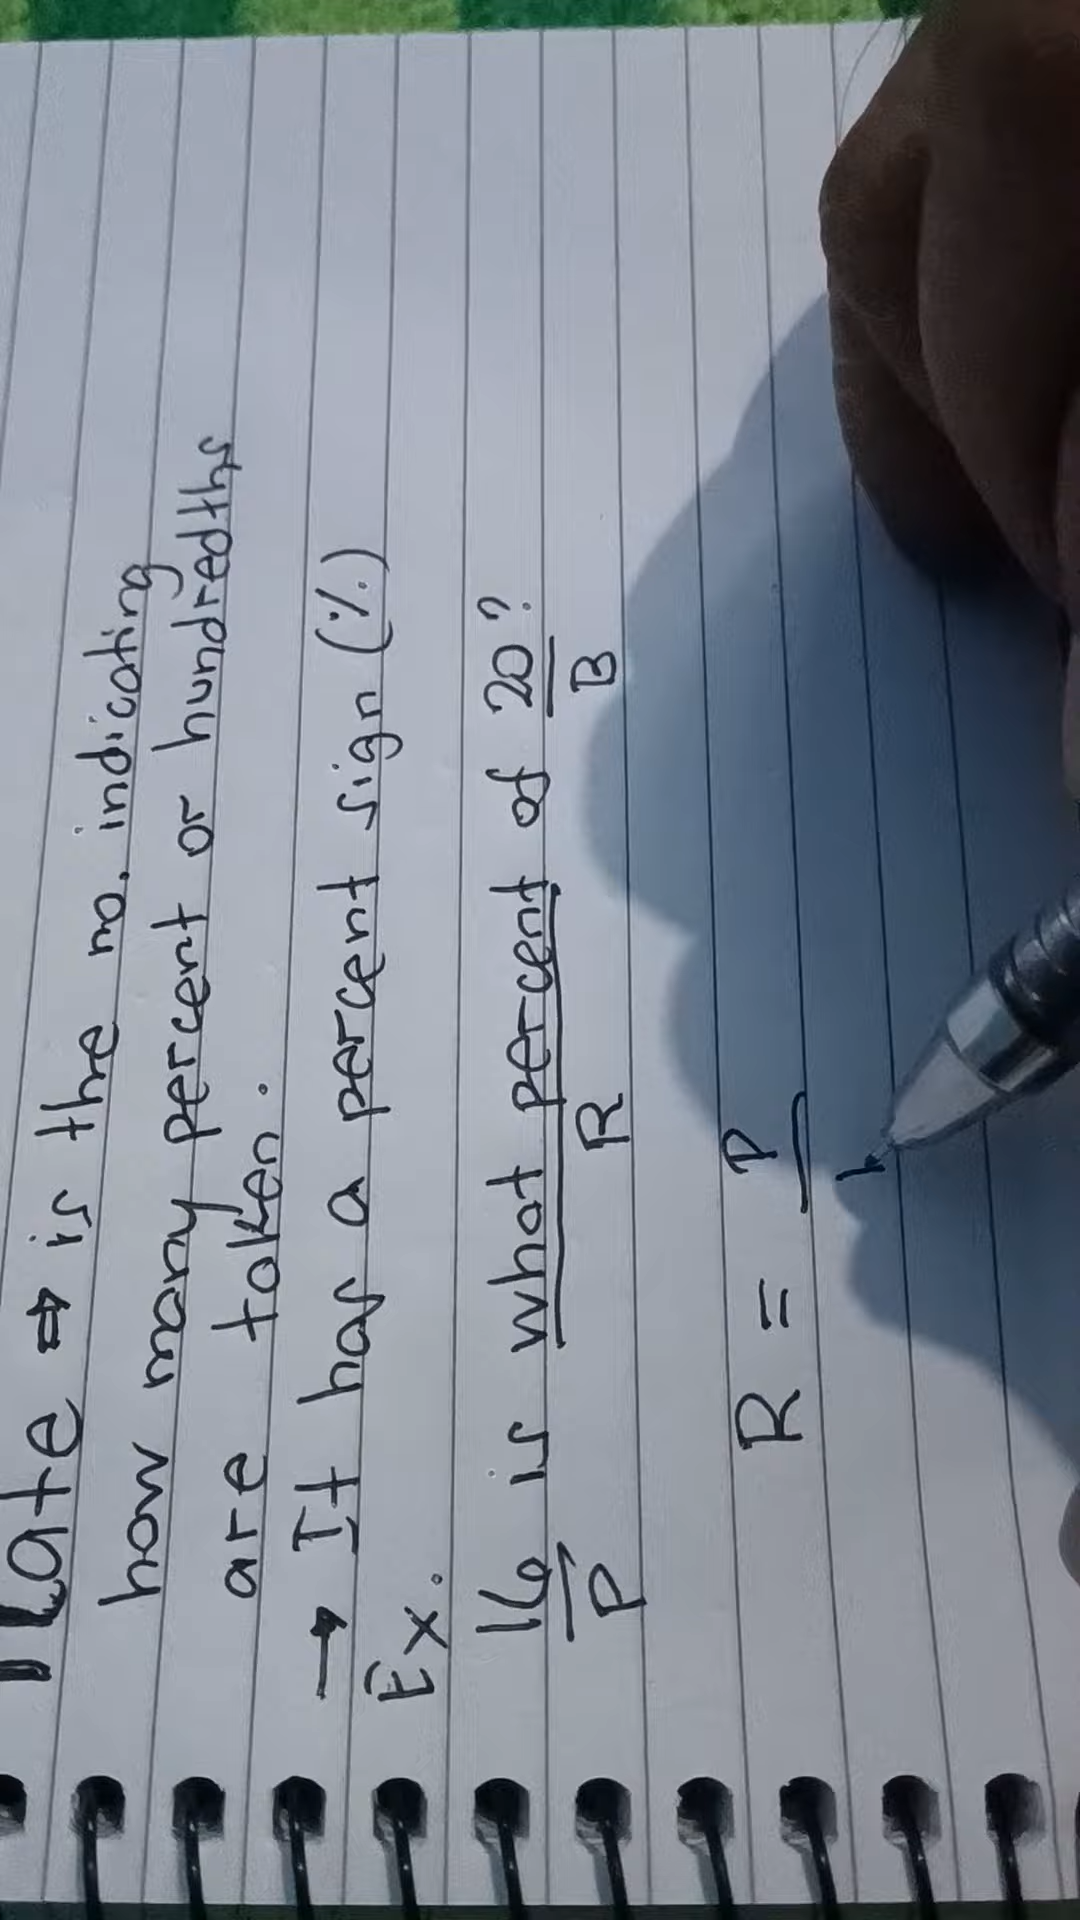 Rate ⇒ is the no. indicating
how many percent or hundredths
are taken.
→ It has a percent sign (%)
Ex.
16 is what percent of 20?
P R B
R = P